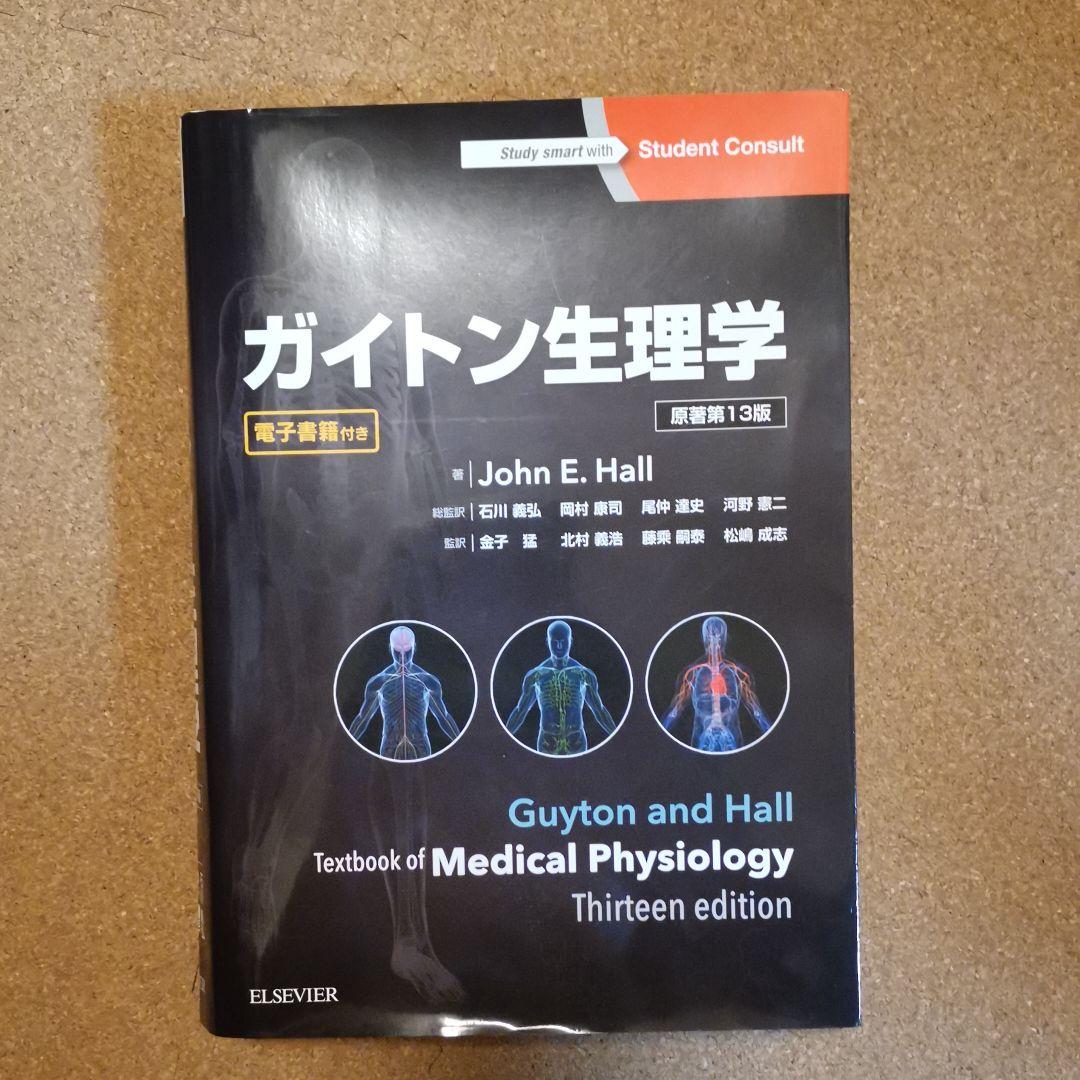 Study smart with Student Consult
ガイトン生理学
電子書籍付き
原著第13版
著 John E. Hall
総監訳 石川 義弘 岡村 康司 尾仲 達史 河野 憲二
監訳 金子 猛 北村 義浩 藤乗 嗣泰 松嶋 成志
Guyton and Hall
Textbook of Medical Physiology
Thirteen edition
ELSEVIER